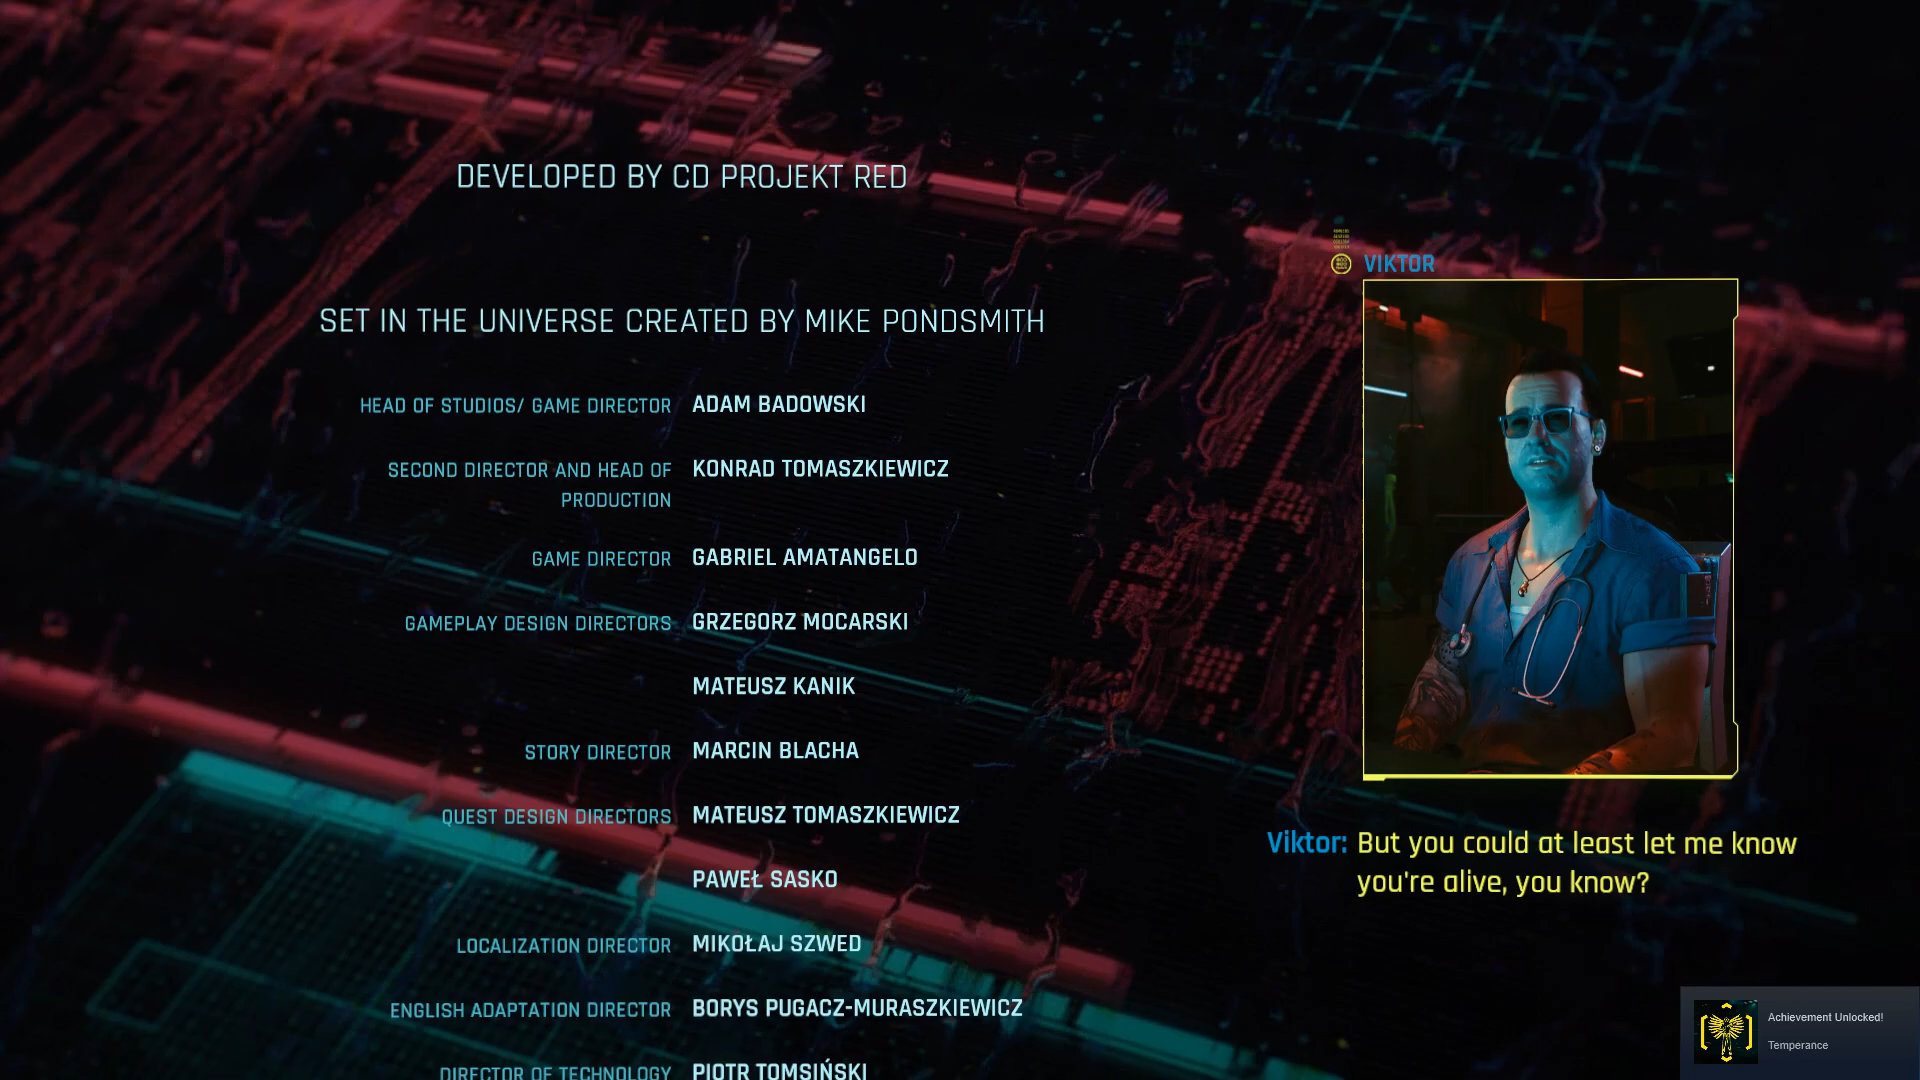 DEVELOPED BY CD PROJEKT RED
SET IN THE UNIVERSE CREATED BY MIKE PONDSMITH
HEAD OF STUDIOS/ GAME DIRECTOR ADAM BADOWSKI
SECOND DIRECTOR AND HEAD OF KONRAD TOMASZKIEWICZ
PRODUCTION
GAME DIRECTOR GABRIEL AMATANGELO
GAMEPLAY DESIGN DIRECTORS GRZEGORZ MOCARSKI
MATEUSZ KANIK
STORY DIRECTOR MARCIN BLACHA
QUEST DESIGN DIRECTORS MATEUSZ TOMASZKIEWICZ
PAWEŁ SASKO
LOCALIZATION DIRECTOR MIKOŁAJ SZWED
ENGLISH ADAPTATION DIRECTOR BORYS PUGACZ-MURASZKIEWICZ
DIRECTOR OF TECHNOLOGY PIOTR TOMSIŃSKI
VIKTOR
Viktor: But you could at least let me know
you're alive, you know?
Achievement Unlocked!
Temperance